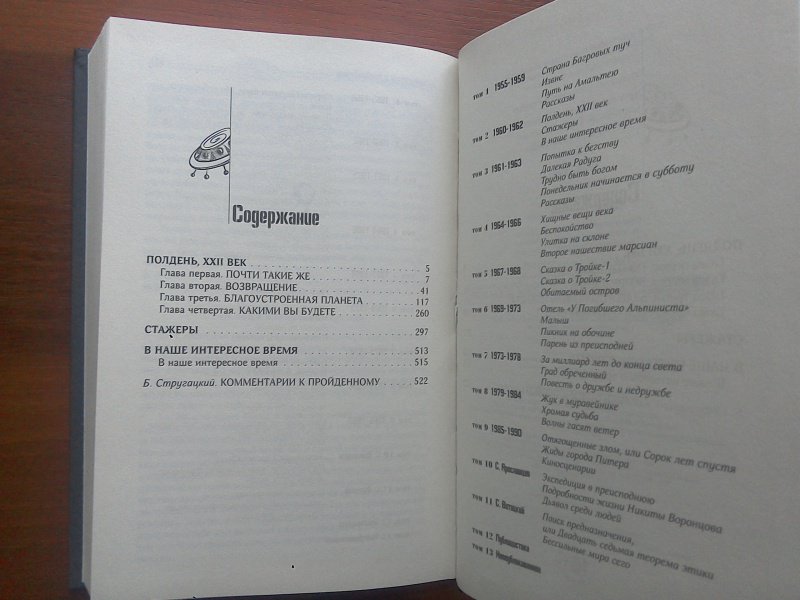 Содержание
ПОЛДЕНЬ, XXII ВЕК 5
Глава первая. ПОЧТИ ТАКИЕ ЖЕ 7
Глава вторая. ВОЗВРАЩЕНИЕ 41
Глава третья. БЛАГОУСТРОЕННАЯ ПЛАНЕТА 117
Глава четвертая. КАКИМИ ВЫ БУДЕТЕ 260
СТАЖЕРЫ 297
В НАШЕ ИНТЕРЕСНОЕ ВРЕМЯ 513
В наше интересное время 515
Б. Стругацкий. КОММЕНТАРИИ К ПРОЙДЕННОМУ 522
том 1 1955-1959 Страна Багровых туч
Извне
Путь на Амальтею
Рассказы
том 2 1960-1962 Полдень, XXII век
Стажеры
В наше интересное время
том 3 1961-1963 Попытка к бегству
Далекая Радуга
Трудно быть богом
Понедельник начинается в субботу
Рассказы
том 4 1964-1966 Хищные вещи века
Беспокойство
Улитка на склоне
Второе нашествие марсиан
том 5 1967-1968 Сказка о Тройке-1
Сказка о Тройке-2
Обитаемый остров
том 6 1969-1973 Отель «У Погибшего Альпиниста»
Малыш
Пикник на обочине
Парень из преисподней
том 7 1973-1978 За миллиард лет до конца света
Град обреченный
Повесть о дружбе и недружбе
том 8 1979-1984 Жук в муравейнике
Хромая судьба
Волны гасят ветер
том 9 1985-1990 Отягощенные злом, или Сорок лет спустя
Жиды города Питера
Киносценарии
том 10 С. Ярославцев Экспедиция в преисподнюю
Подробности жизни Никиты Воронцова
Дьявол среди людей
том 11 С. Витицкий Поиск предназначения,
или Двадцать седьмая теорема этики
Бессильные мира сего
том 12 Публицистика
том 13 Неопубликованное